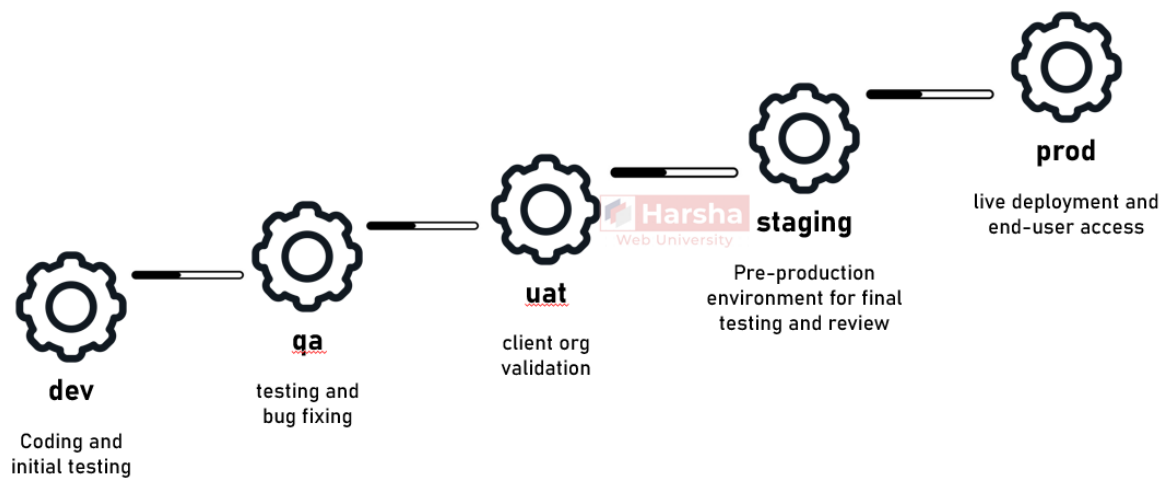 dev
Coding and
initial testing
qa
testing and
bug fixing
uat
client org
validation
Harsha
Web University
staging
Pre-production
environment for final
testing and review
prod
live deployment and
end-user access